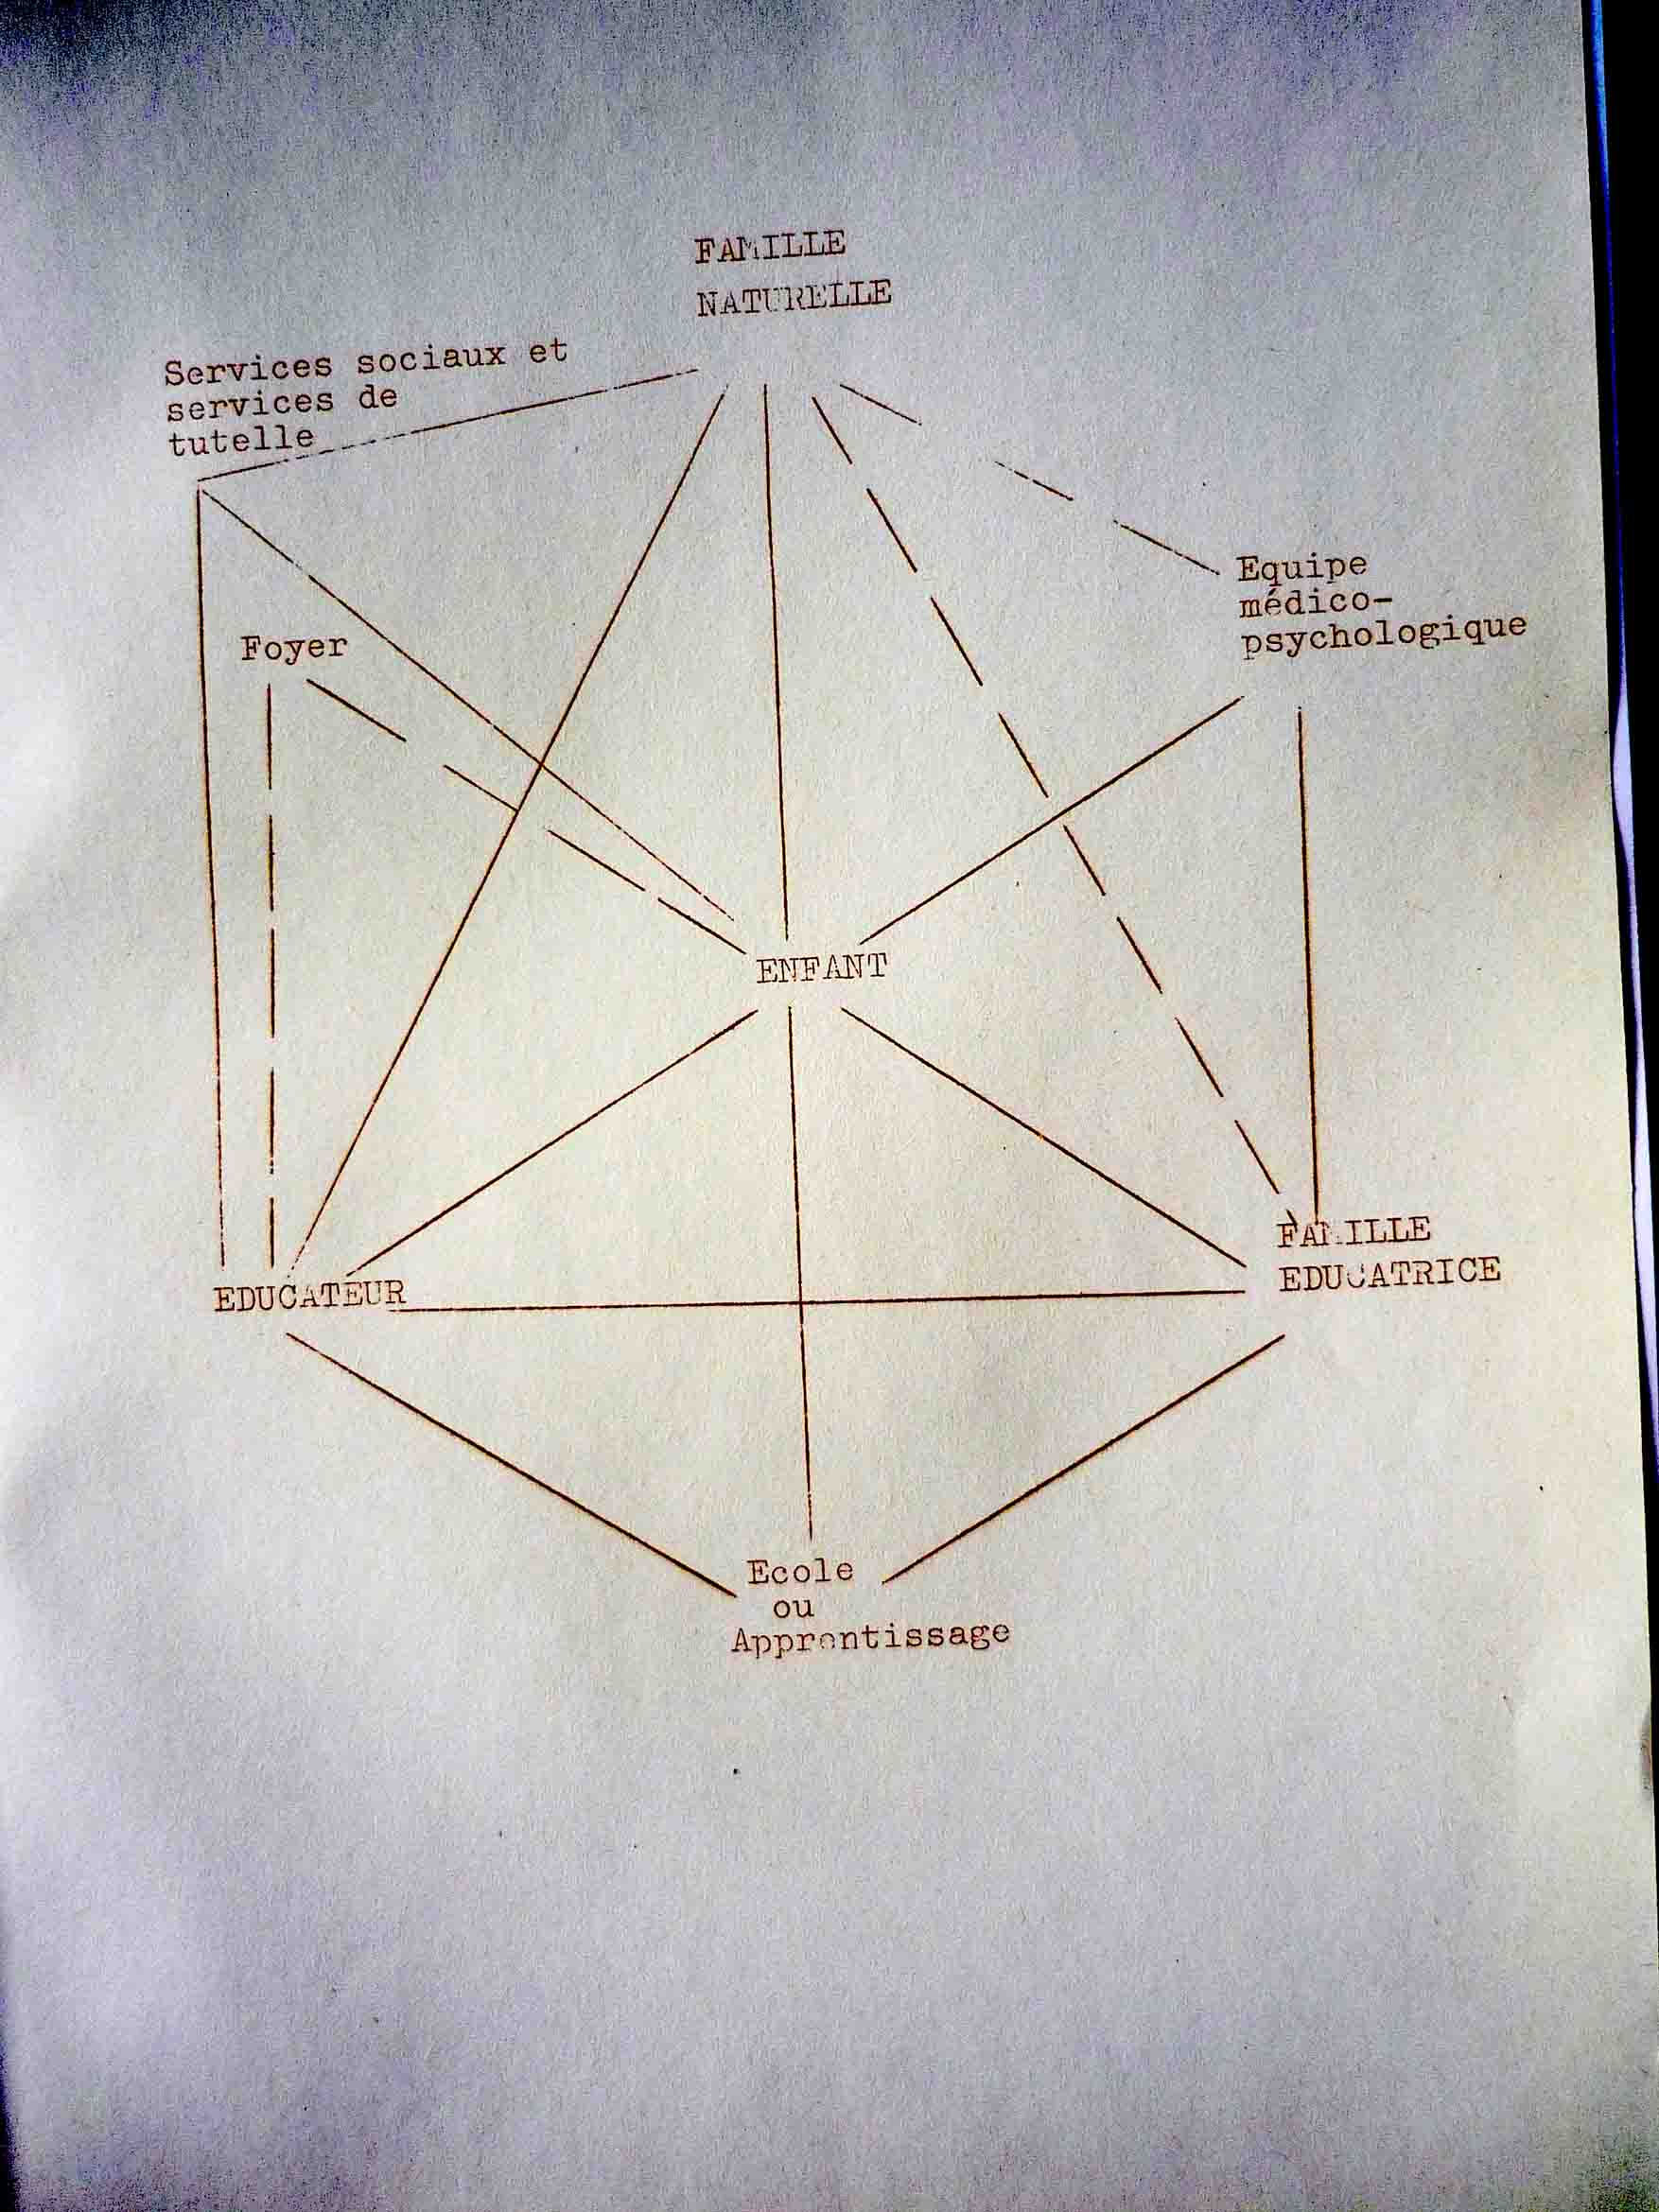 FAMILLE
NATURELLE
Services sociaux et
services de
tutelle
Equipe
médico-
psychologique
Foyer
ENFANT
FAMILLE
EDUCATRICE
EDUCATEUR
Ecole
ou
Apprentissage